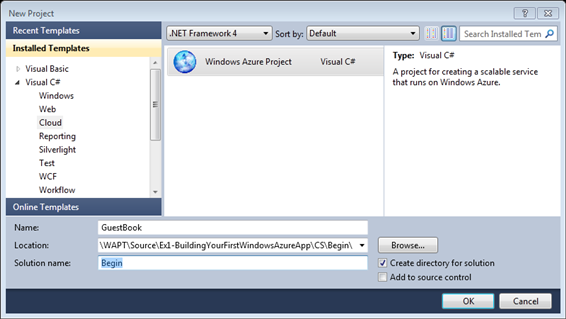 New Project
Recent Templates
.NET Framework 4
Sort by:
Default
Search Installed Tem
Installed Templates
Visual Basic
Visual C#
Windows
Web
Cloud
Reporting
Silverlight
Test
WCF
Workflow
Online Templates
Windows Azure Project
Visual C#
Type: Visual C#
A project for creating a scalable service
that runs on Windows Azure.
Name:
GuestBook
Location:
\WAPT\Source\Ex1-BuildingYourFirstWindowsAzureApp\CS\Begin\
Browse...
Solution name:
Begin
Create directory for solution
Add to source control
OK
Cancel